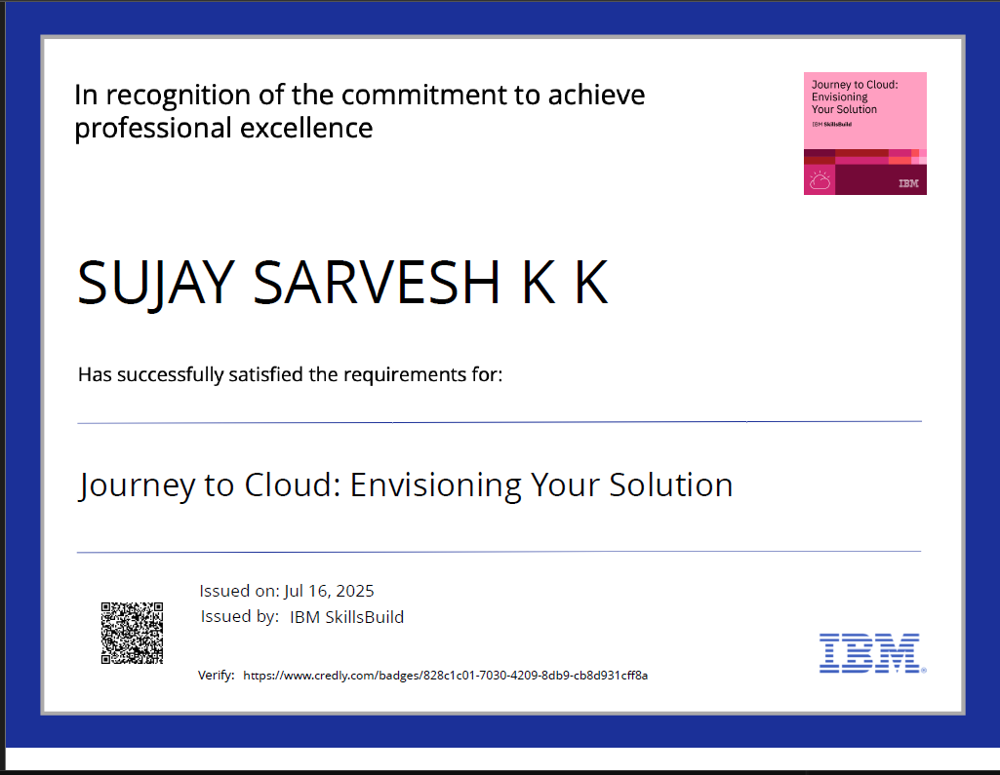 In recognition of the commitment to achieve
professional excellence
Journey to Cloud:
Envisioning
Your Solution
IBM SkillsBuild
IBM
SUJAY SARVESH K K
Has successfully satisfied the requirements for:
Journey to Cloud: Envisioning Your Solution
Issued on: Jul 16, 2025
Issued by: IBM SkillsBuild
Verify: https://www.credly.com/badges/828c1c01-7030-4209-8db9-cb8d931cff8a
IBM®